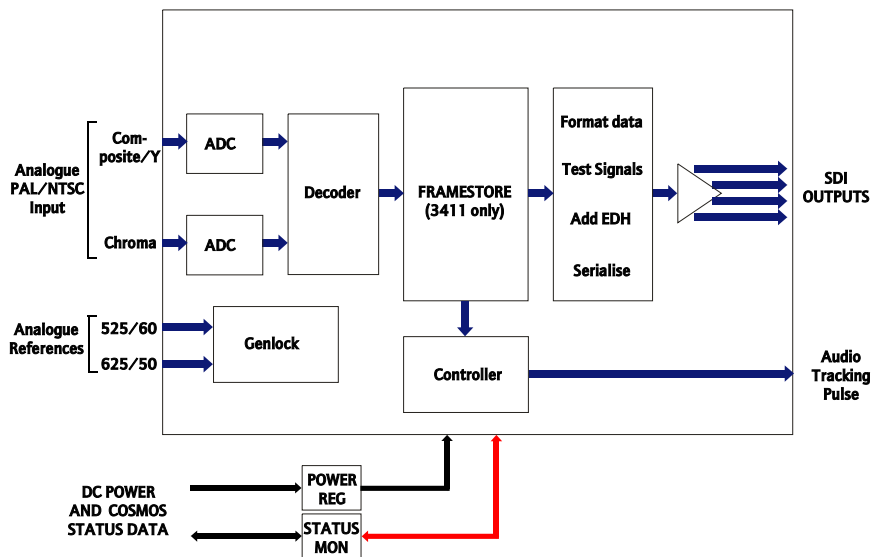 Analogue
PAL/NTSC
Input
Com-
posite/Y
Chroma
ADC
ADC
Decoder
FRAMESTORE
(3411 only)
Format data
Test Signals
Add EDH
Serialise
SDI
OUTPUTS
Analogue
References
525/60
625/50
Genlock
Controller
Audio
Tracking
Pulse
DC POWER
AND COSMOS
STATUS DATA
POWER
REG
STATUS
MON